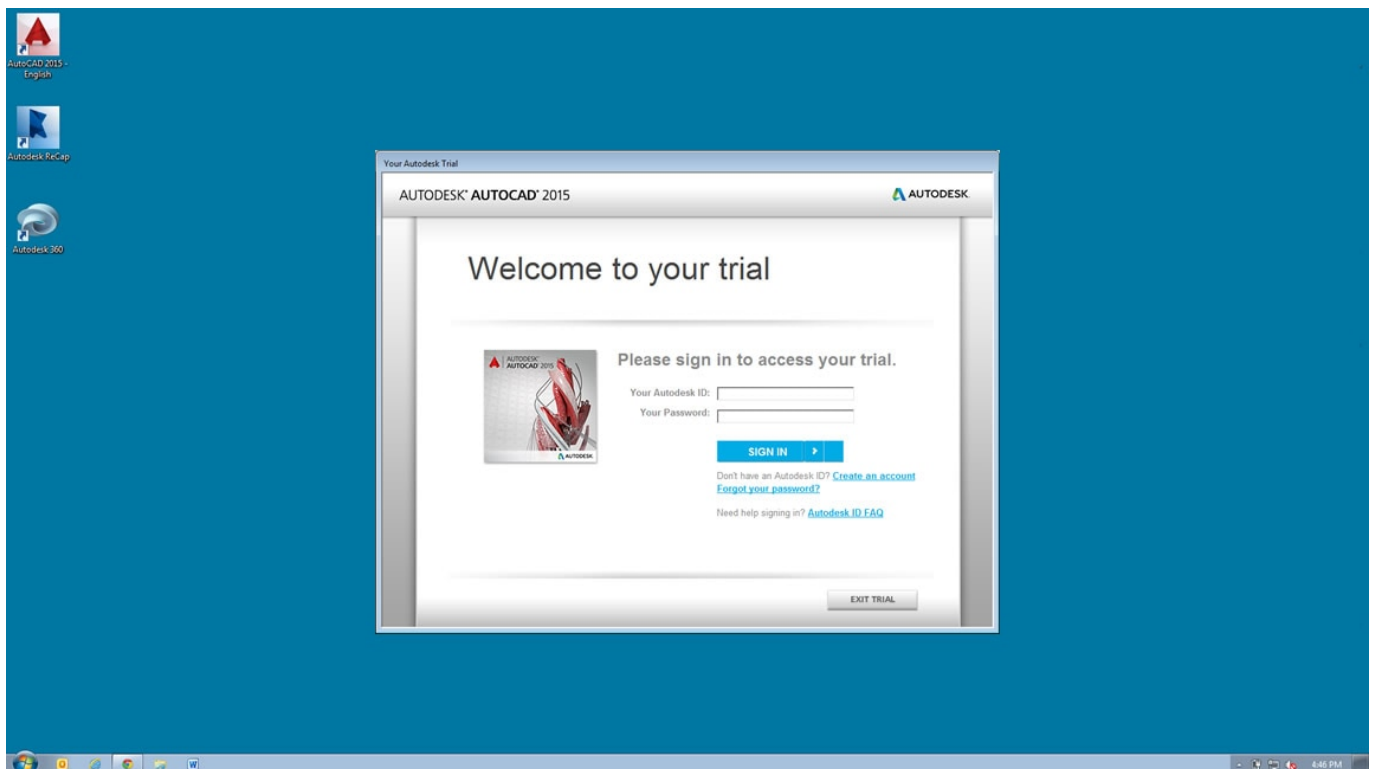 AutoCAD 2015 -
English
Autodesk ReCap
Autodesk 360
Your Autodesk Trial
AUTODESK® AUTOCAD® 2015
AUTODESK.
Welcome to your trial
AUTODESK®
AUTOCAD® 2015
AUTODESK.
Please sign in to access your trial.
Your Autodesk ID:
Your Password:
SIGN IN
Don't have an Autodesk ID? Create an account
Forgot your password?
Need help signing in? Autodesk ID FAQ
EXIT TRIAL
4:46 PM